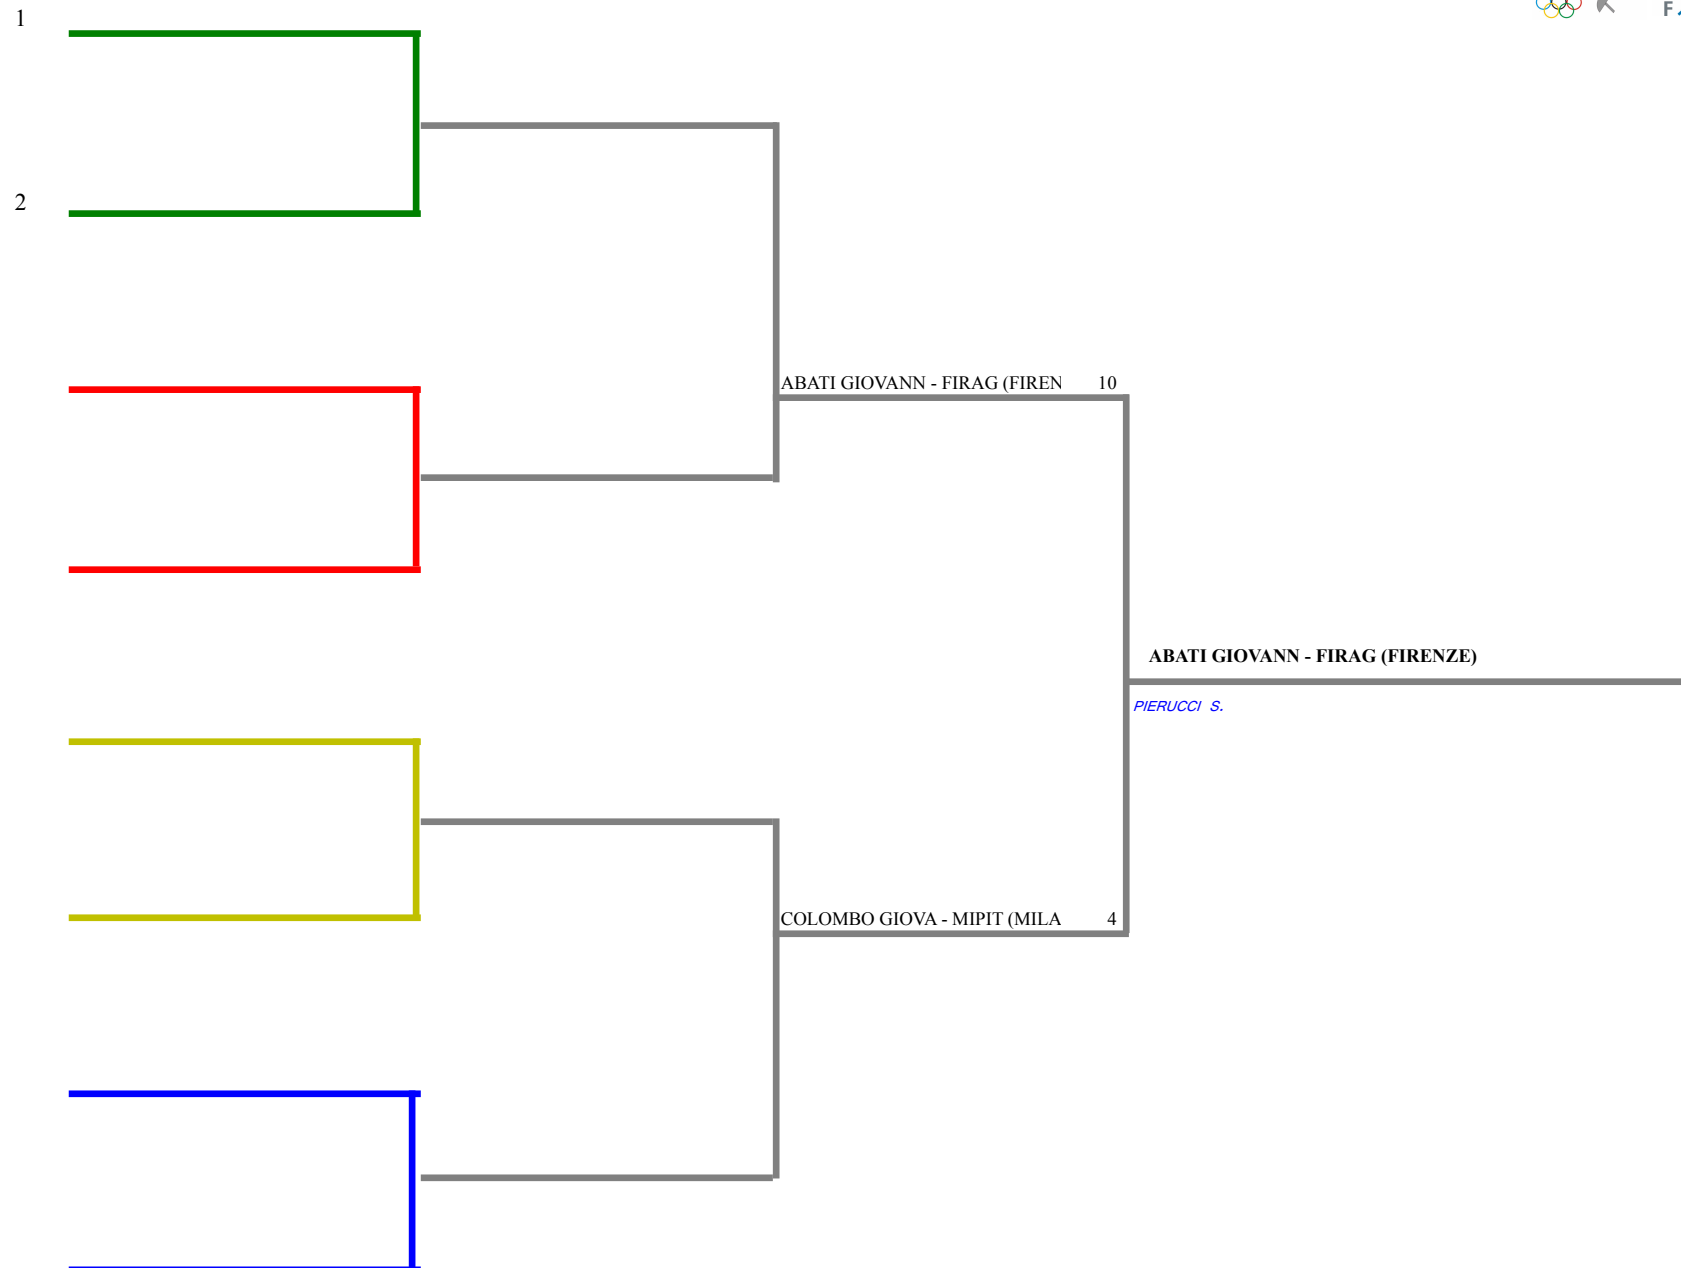 1
F
2
ABATI GIOVANN - FIRAG (FIREN 10
ABATI GIOVANN - FIRAG (FIRENZE)
PIERUCCI S.
COLOMBO GIOVA - MIPIT (MILA 4